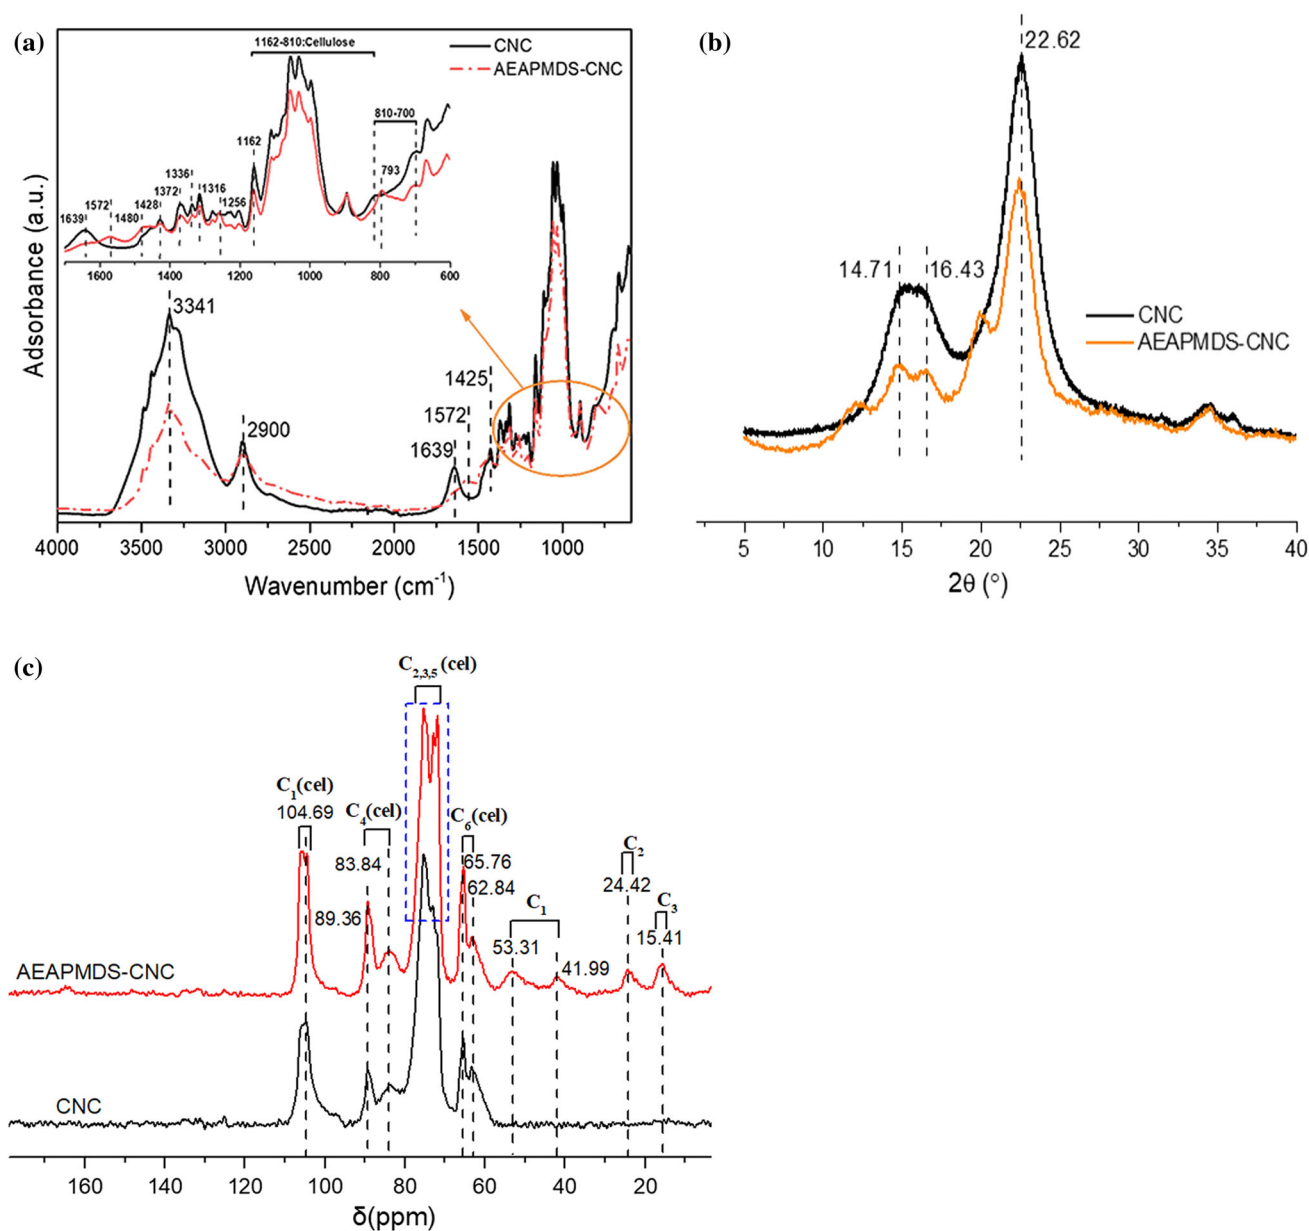 (a)
1162-810:Cellulose
CNC
AEAPMDS-CNC
810-700
1162
793
1336
1372
1316
1428
1256
1572
1480
1639
1600
1400
1200
1000
800
600
3341
2900
1425
1572
1639
Adsorbance (a.u.)
4000
3500
3000
2500
2000
1500
1000
Wavenumber (cm⁻¹)
(b)
22.62
14.71
16.43
CNC
AEAPMDS-CNC
5
10
15
20
25
30
35
40
2θ (°)
(c)
C₂,₃,₅ (cel)
C₁(cel)
104.69
C₄(cel)
83.84
89.36
C₆(cel)
65.76
62.84
C₁
53.31
41.99
C₂
24.42
C₃
15.41
AEAPMDS-CNC
CNC
160
140
120
100
80
60
40
20
δ(ppm)